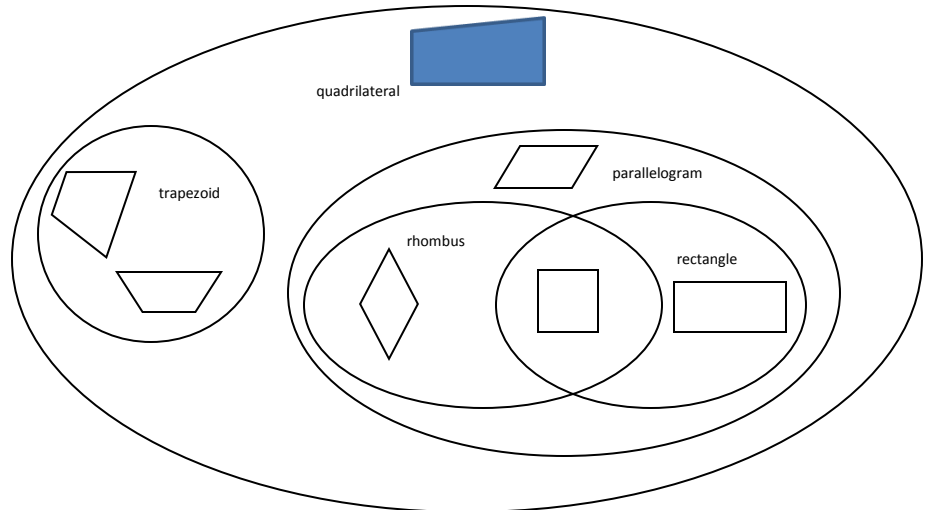 quadrilateral
parallelogram
trapezoid
rhombus
rectangle